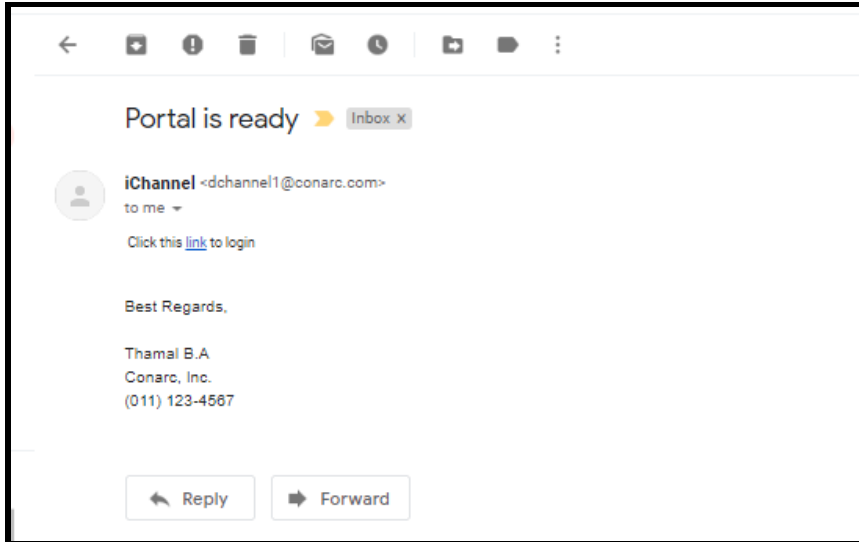 Portal is ready Inbox x
iChannel <dchannel1@conarc.com>
to me
Click this link to login
Best Regards,
Thamal B.A
Conarc, Inc.
(011) 123-4567
Reply Forward